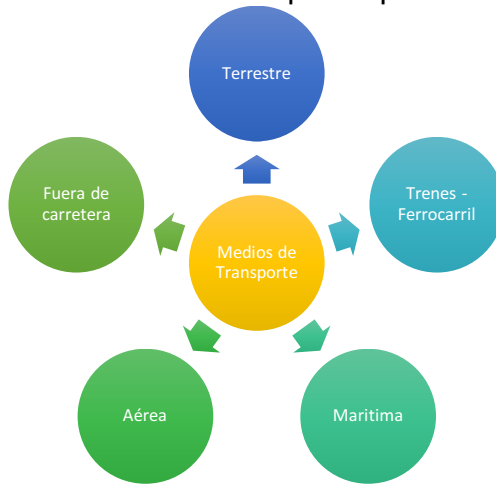 Terrestre
Fuera de
carretera
Trenes -
Ferrocarril
Medios de
Transporte
Aérea
Maritima